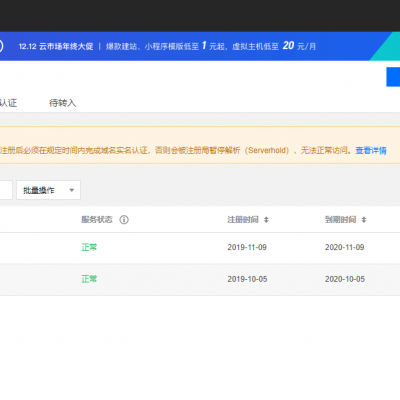 12.12 云市场年终大促 | 爆款建站、小程序模版低至 1 元起，虚拟主机低至 20 元/月
认证 待转入
注册后必须在规定时间内完成域名实名认证，否则会被注册局暂停解析（Serverhold），无法正常访问。查看详情
批量操作
服务状态 注册时间 到期时间
正常 2019-11-09 2020-11-09
正常 2019-10-05 2020-10-05